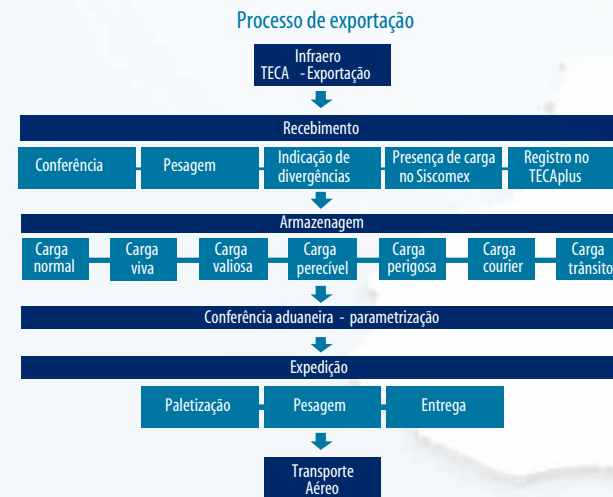 Processo de exportação
Infraero
TECA - Exportação
Recebimento
Conferência
Pesagem
Indicação de
divergências
Presença de carga
no Siscomex
Registro no
TECAplus
Armazenagem
Carga
normal
Carga
viva
Carga
valiosa
Carga
perecível
Carga
perigosa
Carga
courier
Carga
trânsito
Conferência aduaneira - parametrização
Expedição
Paletização
Pesagem
Entrega
Transporte
Aéreo